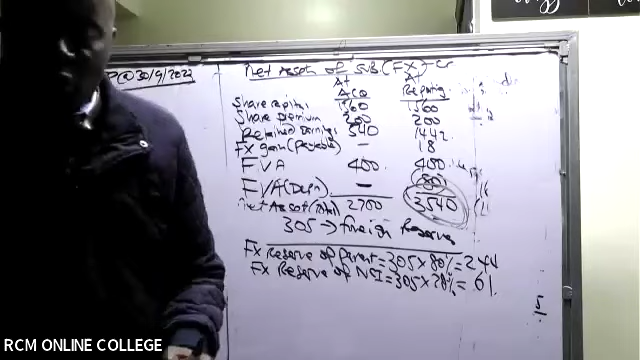 P@30/9/2022
Net Assets of Sub. (FX)
At At
ACQ Reporting
Share capital 1560 1560
Share premium 200 200
Retained Earnings 540 1442
FX gain (Payable) — 18
FVA 400 400
FVA (Depn) — (80)
Net Asset (Total) 2700 3540
305 → foreign Reserve
FX Reserve of Parent = 305 x 80% = 244
FX Reserve of NCI = 305 x 20% = 61
RCM ONLINE COLLEGE